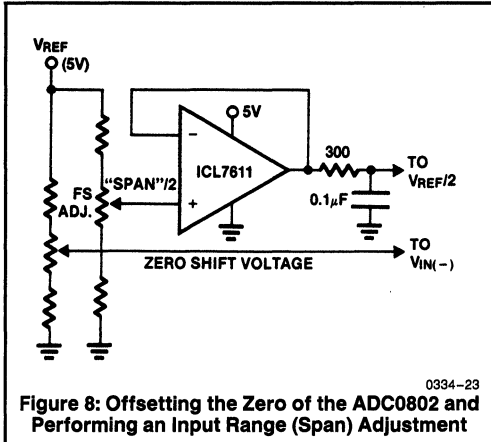 VREF
(5V)
5V
−
ICL7611
+
"SPAN"/2
FS
ADJ.
300
0.1μF
TO
VREF/2
TO
VIN(−)
ZERO SHIFT VOLTAGE
0334–23
Figure 8: Offsetting the Zero of the ADC0802 and
Performing an Input Range (Span) Adjustment